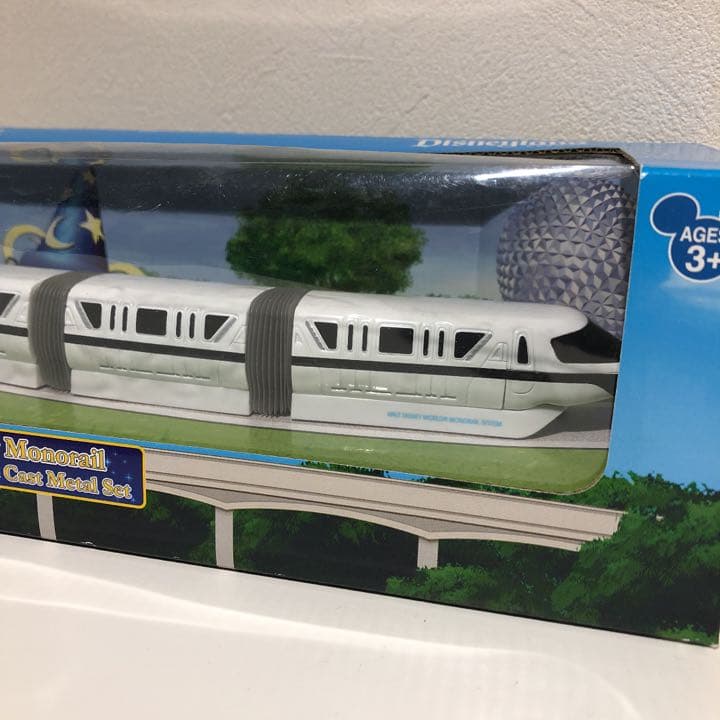 AGES
3+
WALT DISNEY WORLD® MONORAIL SYSTEM
Monorail
Cast Metal Set